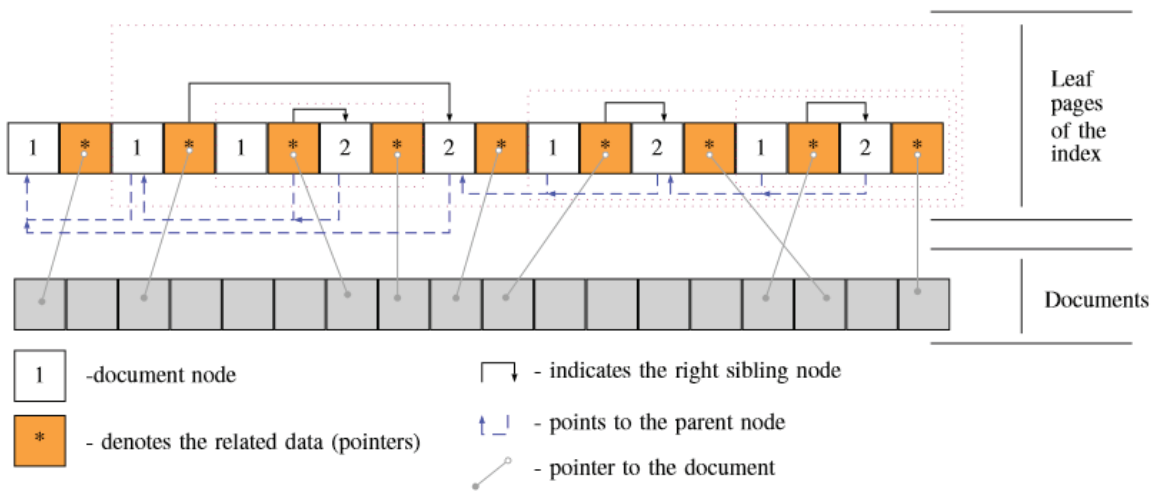 1 * 1 * 1 * 2 * 2 * 1 * 2 * 1 * 2 *
Leaf
pages
of the
index
Documents
1 -document node
* - denotes the related data (pointers)
- indicates the right sibling node
- points to the parent node
- pointer to the document